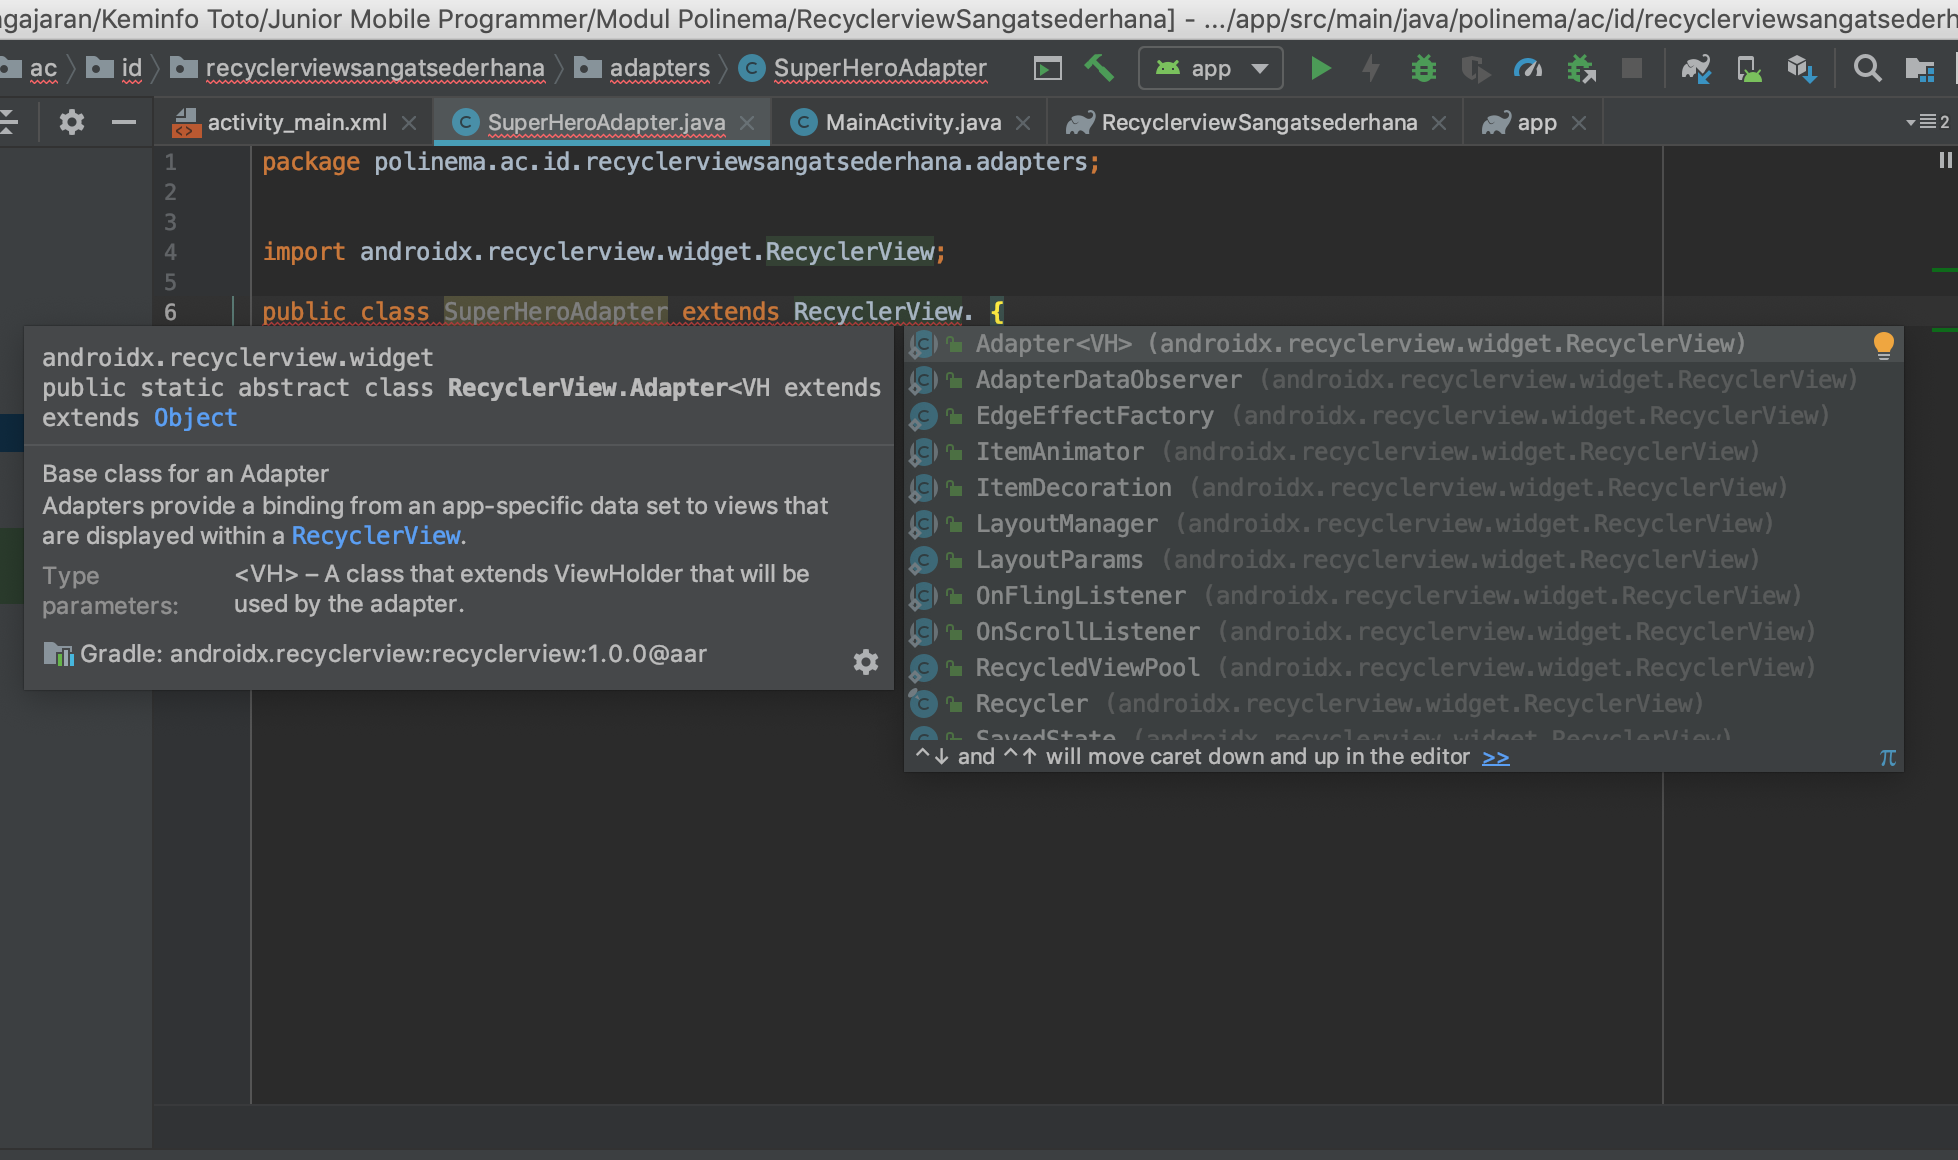 ngajaran/Keminfo Toto/Junior Mobile Programmer/Modul Polinema/RecyclerviewSangatsederhana] - .../app/src/main/java/polinema/ac/id/recyclerviewsangatsederh
ac id recyclerviewsangatsederhana adapters SuperHeroAdapter app
activity_main.xml SuperHeroAdapter.java MainActivity.java RecyclerviewSangatsederhana app 2
1 package polinema.ac.id.recyclerviewsangatsederhana.adapters;
2
3
4 import androidx.recyclerview.widget.RecyclerView;
5
6 public class SuperHeroAdapter extends RecyclerView. {
androidx.recyclerview.widget
public static abstract class RecyclerView.Adapter<VH extends
extends Object
Base class for an Adapter
Adapters provide a binding from an app-specific data set to views that
are displayed within a RecyclerView.
Type parameters:
<VH> – A class that extends ViewHolder that will be
used by the adapter.
Gradle: androidx.recyclerview:recyclerview:1.0.0@aar
Adapter<VH> (androidx.recyclerview.widget.RecyclerView)
AdapterDataObserver (androidx.recyclerview.widget.RecyclerView)
EdgeEffectFactory (androidx.recyclerview.widget.RecyclerView)
ItemAnimator (androidx.recyclerview.widget.RecyclerView)
ItemDecoration (androidx.recyclerview.widget.RecyclerView)
LayoutManager (androidx.recyclerview.widget.RecyclerView)
LayoutParams (androidx.recyclerview.widget.RecyclerView)
OnFlingListener (androidx.recyclerview.widget.RecyclerView)
OnScrollListener (androidx.recyclerview.widget.RecyclerView)
RecycledViewPool (androidx.recyclerview.widget.RecyclerView)
Recycler (androidx.recyclerview.widget.RecyclerView)
SavedState (androidx.recyclerview.widget.RecyclerView)
^↓ and ^↑ will move caret down and up in the editor >> π